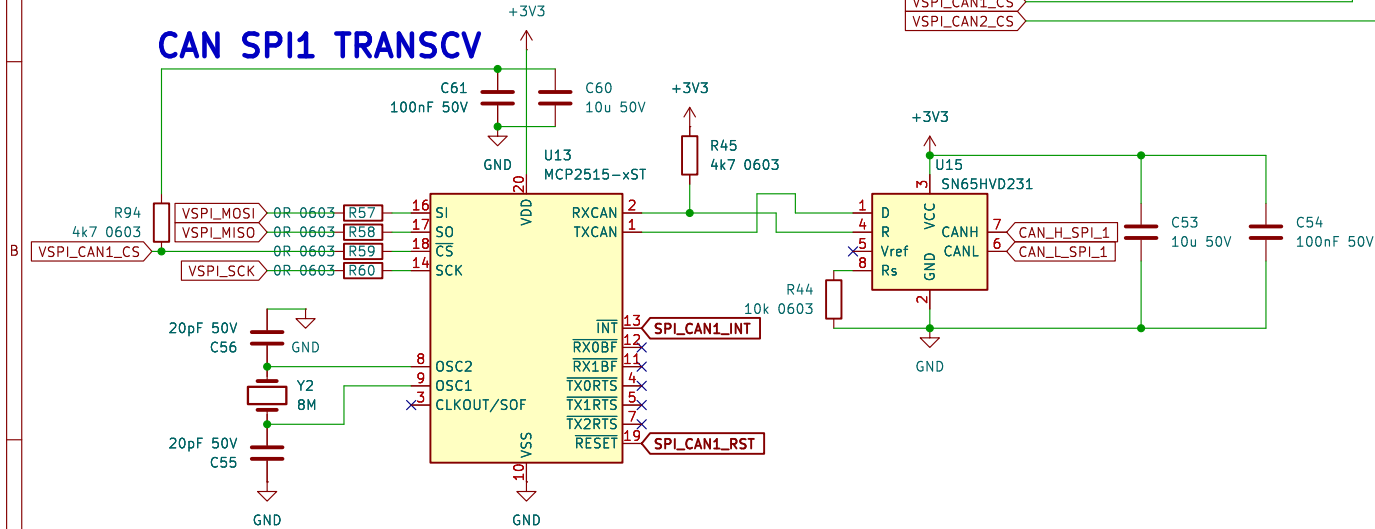 VSPI_CAN1_CS
VSPI_CAN2_CS
CAN SPI1 TRANSCV
+3V3
C61
100nF 50V
C60
10u 50V
GND
+3V3
R45
4k7 0603
U13
MCP2515-xST
+3V3
U15
SN65HVD231
R94
4k7 0603
VSPI_MOSI 0R 0603 R57 16 SI
VSPI_MISO 0R 0603 R58 17 SO
VSPI_CAN1_CS 0R 0603 R59 18 CS
VSPI_SCK 0R 0603 R60 14 SCK
20 VDD
RXCAN 2
TXCAN 1
1 D
4 R
5 Vref
8 Rs
3 VCC
GND 2
CANH 7 CAN_H_SPI_1
CANL 6 CAN_L_SPI_1
C53
10u 50V
C54
100nF 50V
R44
10k 0603
GND
B
20pF 50V
C56
GND
8 OSC2
9 OSC1
3 CLKOUT/SOF
Y2
8M
20pF 50V
C55
GND
INT 13 SPI_CAN1_INT
RX0BF 12
RX1BF 11
TX0RTS 4
TX1RTS 5
TX2RTS 7
RESET 19 SPI_CAN1_RST
VSS 10
GND